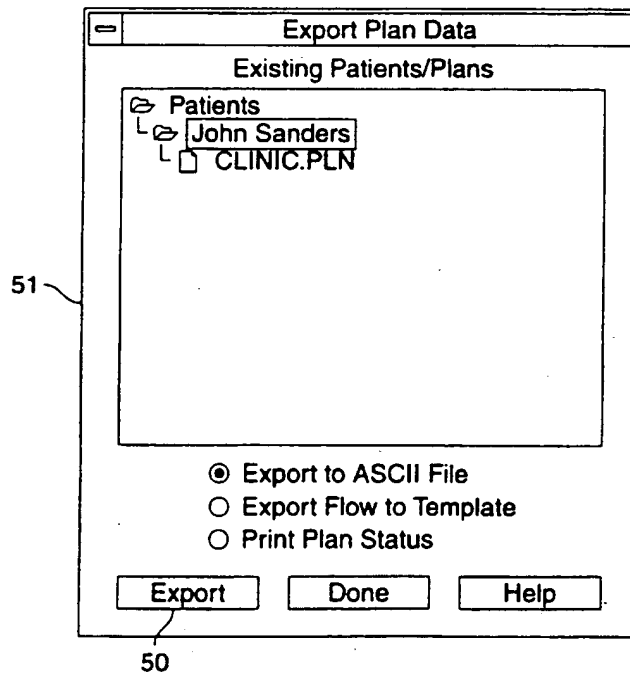 Export Plan Data
Existing Patients/Plans
Patients
John Sanders
CLINIC.PLN
51
Export to ASCII File
Export Flow to Template
Print Plan Status
Export Done Help
50